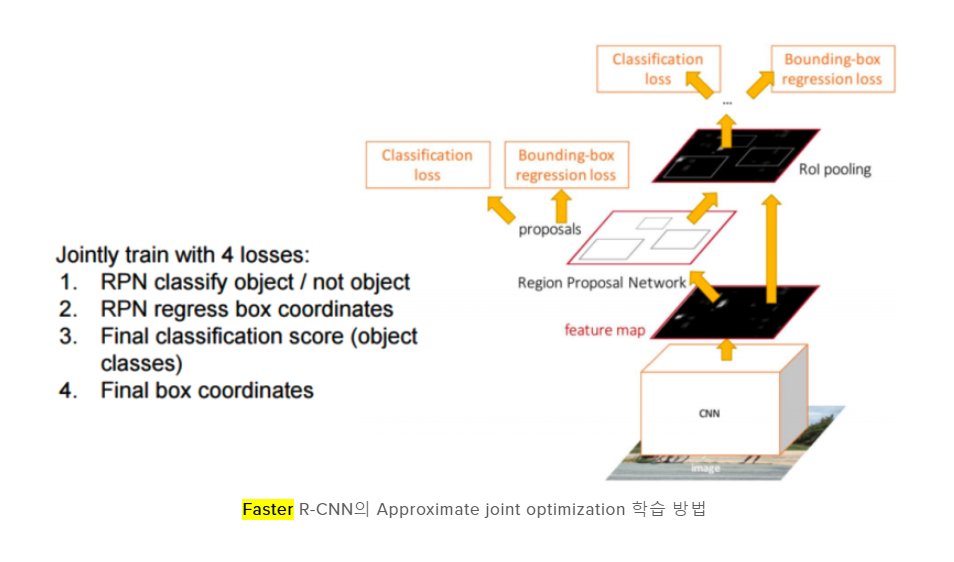 Classification
loss
Bounding-box
regression loss
...
Classification
loss
Bounding-box
regression loss
RoI pooling
proposals
Region Proposal Network
feature map
CNN
image
Jointly train with 4 losses:
1. RPN classify object / not object
2. RPN regress box coordinates
3. Final classification score (object
classes)
4. Final box coordinates
Faster R-CNN의 Approximate joint optimization 학습 방법